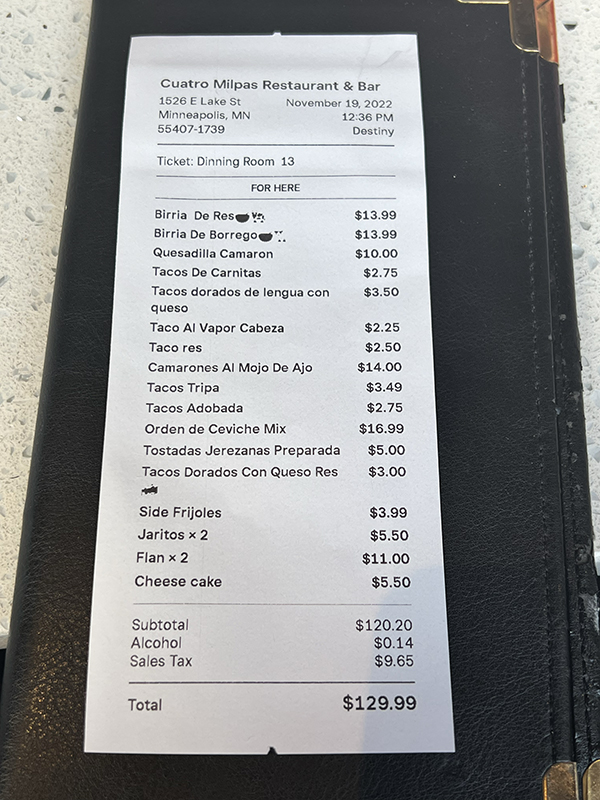 Cuatro Milpas Restaurant & Bar
1526 E Lake St November 19, 2022
Minneapolis, MN 12:36 PM
55407-1739 Destiny
Ticket: Dinning Room 13
FOR HERE
Birria De Res $13.99
Birria De Borrego $13.99
Quesadilla Camaron $10.00
Tacos De Carnitas $2.75
Tacos dorados de lengua con $3.50
queso
Taco Al Vapor Cabeza $2.25
Taco res $2.50
Camarones Al Mojo De Ajo $14.00
Tacos Tripa $3.49
Tacos Adobada $2.75
Orden de Ceviche Mix $16.99
Tostadas Jerezanas Preparada $5.00
Tacos Dorados Con Queso Res $3.00
Side Frijoles $3.99
Jaritos × 2 $5.50
Flan × 2 $11.00
Cheese cake $5.50
Subtotal $120.20
Alcohol $0.14
Sales Tax $9.65
Total $129.99